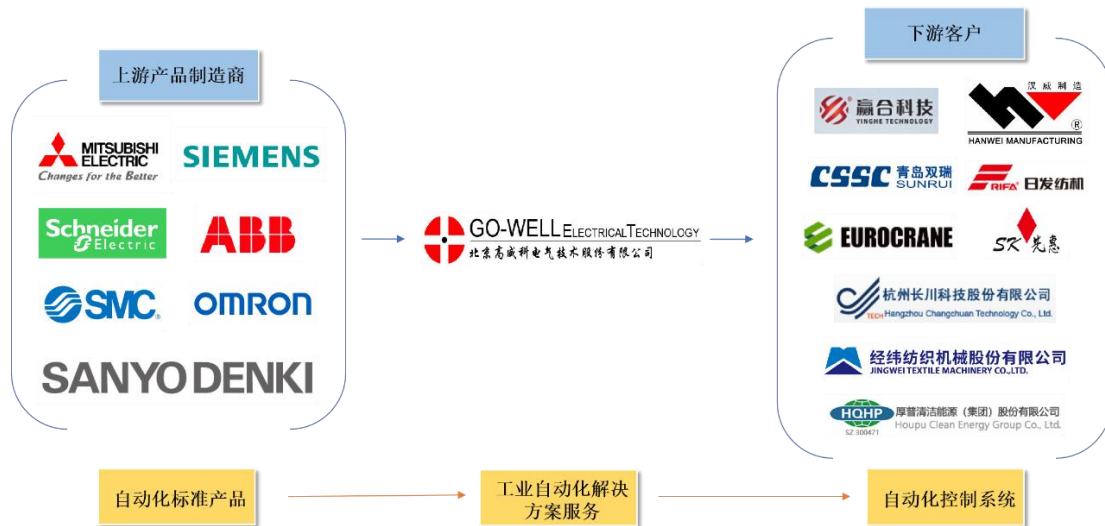 上游产品制造商
MITSUBISHI
ELECTRIC
Changes for the Better
SIEMENS
Schneider
Electric
ABB
SMC
®
OMRON
SANYO DENKI
GO-WELL ELECTRICAL TECHNOLOGY
北京高威科电气技术股份有限公司
下游客户
赢合科技
YINGHE TECHNOLOGY
汉威制造
®
HANWEI MANUFACTURING
CSSC 青岛双瑞
SUNRUI
RIFA 日发纺机
EUROCRANE
SK 先惠
杭州长川科技股份有限公司
TECH Hangzhou Changchuan Technology Co., Ltd.
经纬纺织机械股份有限公司
JINGWEI TEXTILE MACHINERY CO.,LTD.
HQHP
SZ 300471
厚普清洁能源（集团）股份有限公司
Houpu Clean Energy Group Co., Ltd.
自动化标准产品
工业自动化解决
方案服务
自动化控制系统